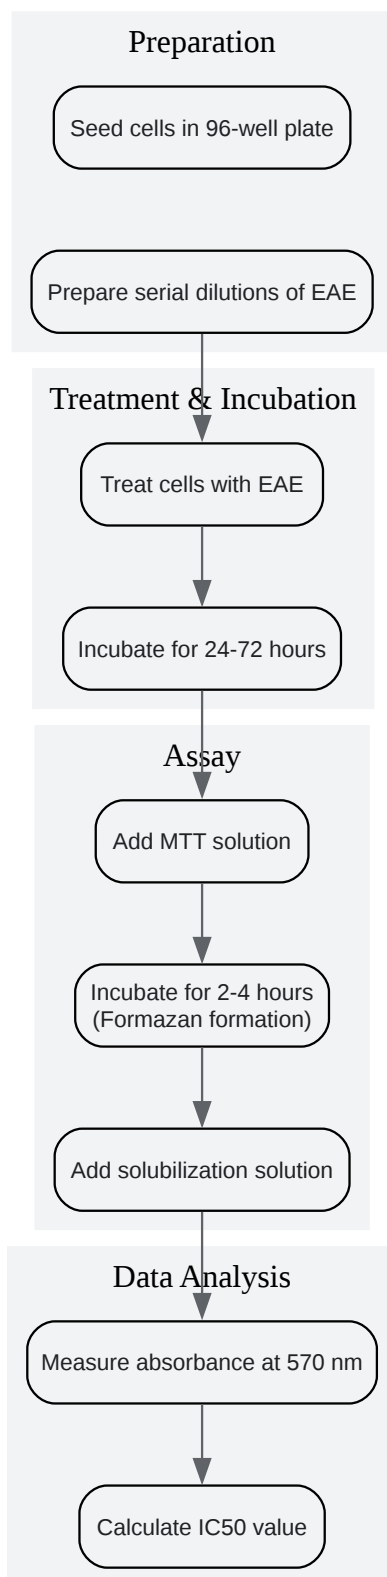 Preparation
Seed cells in 96-well plate
Prepare serial dilutions of EAE
Treatment & Incubation
Treat cells with EAE
Incubate for 24-72 hours
Assay
Add MTT solution
Incubate for 2-4 hours
(Formazan formation)
Add solubilization solution
Data Analysis
Measure absorbance at 570 nm
Calculate IC50 value